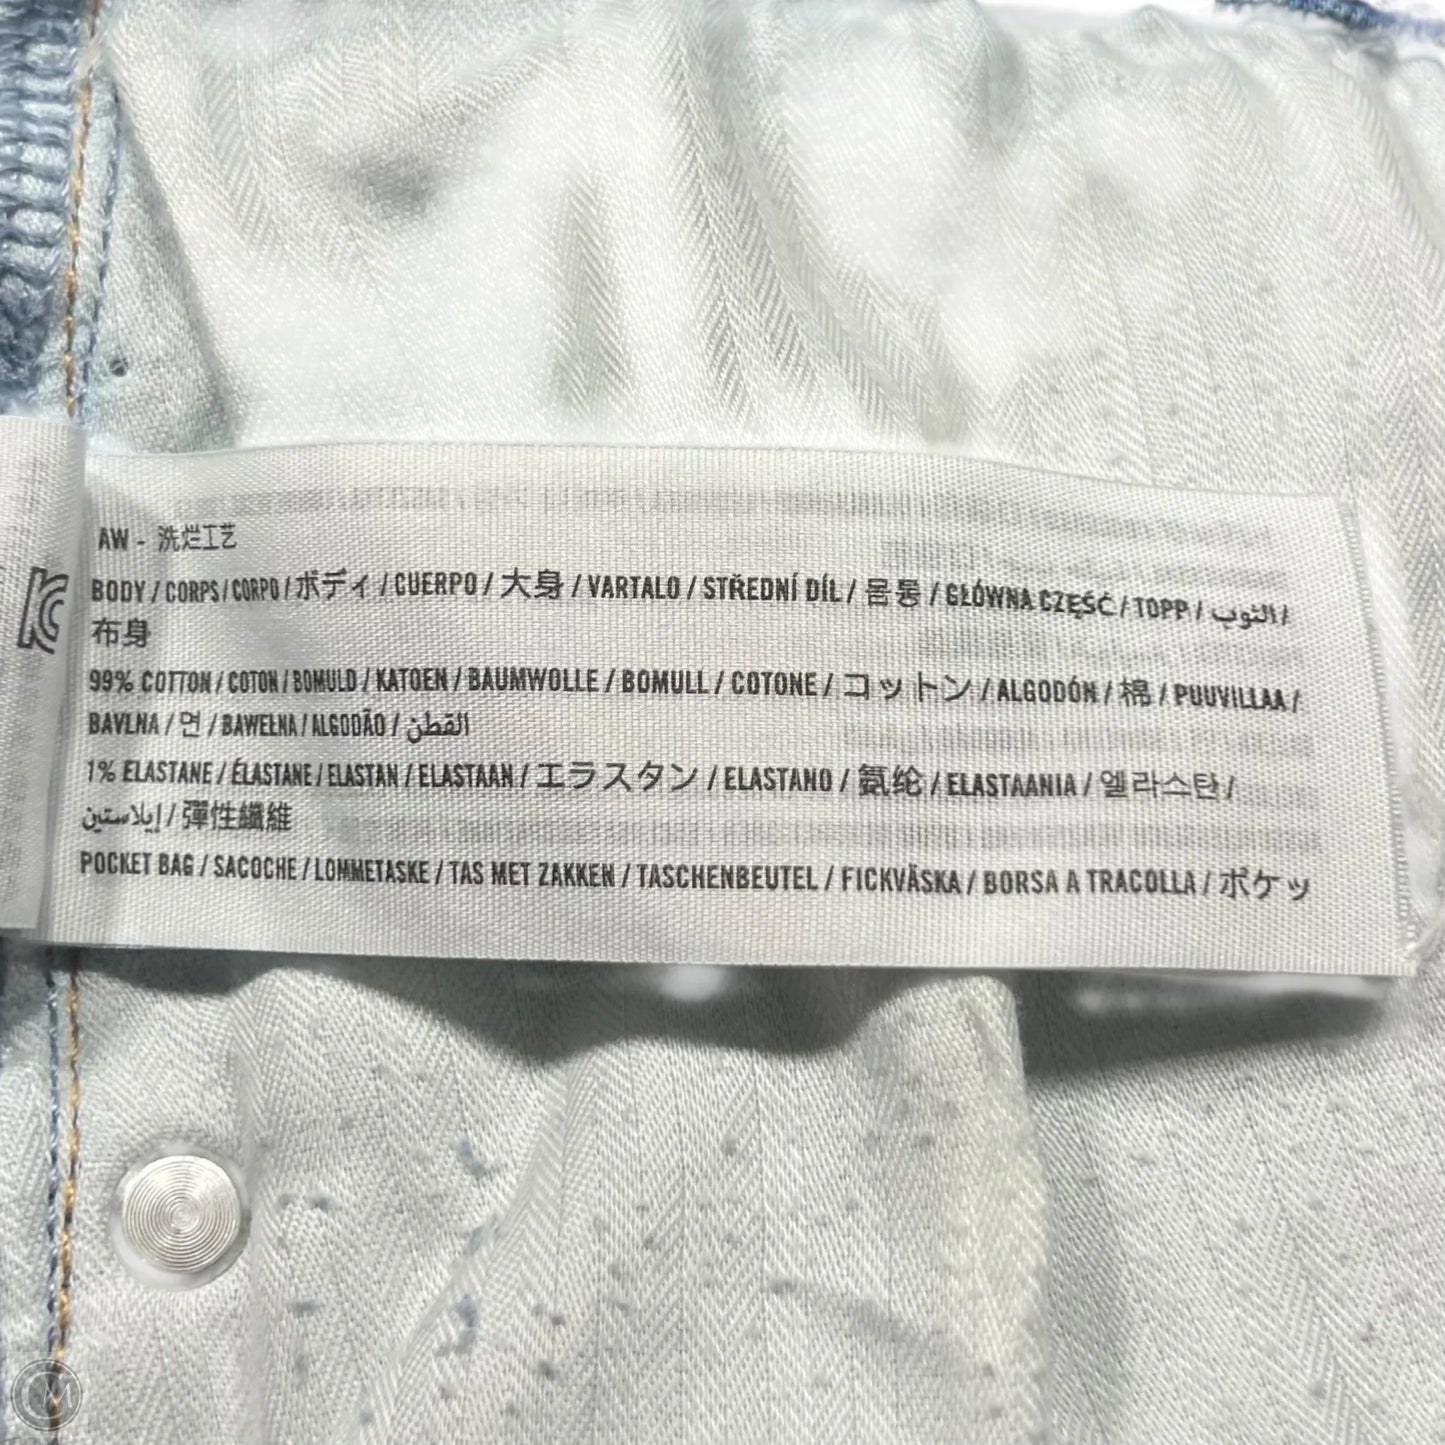 AW - 洗烂工艺
BODY / CORPS / CORPO / ボディ / CUERPO / 大身 / VARTALO / STŘEDNÍ DÍL / 몸통 / GŁÓWNA CZĘŚĆ / TOPP / التوب /
布身
99% COTTON / COTON / BOMULD / KATOEN / BAUMWOLLE / BOMULL / COTONE / コットン / ALGODÓN / 棉 / PUUVILLAA /
BAVLNA / 면 / BAWEŁNA / ALGODÃO / القطن
1% ELASTANE / ÉLASTANE / ELASTAN / ELASTAAN / エラスタン / ELASTANO / 氨纶 / ELASTAANIA / 엘라스탄 /
إيلاستين / 彈性纖維
POCKET BAG / SACOCHE / LOMMETASKE / TAS MET ZAKKEN / TASCHENBEUTEL / FICKVÄSKA / BORSA A TRACOLLA / ポケッ